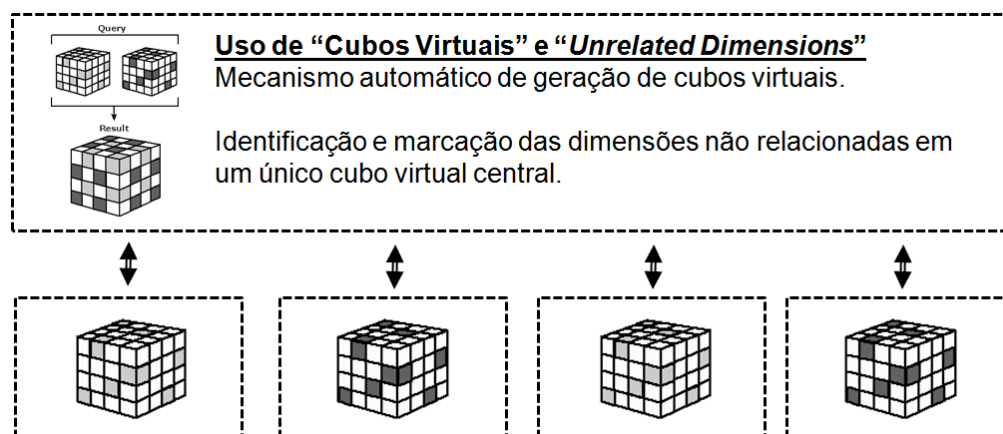 Query
Result
Uso de “Cubos Virtuais” e “Unrelated Dimensions”
Mecanismo automático de geração de cubos virtuais.
Identificação e marcação das dimensões não relacionadas em
um único cubo virtual central.